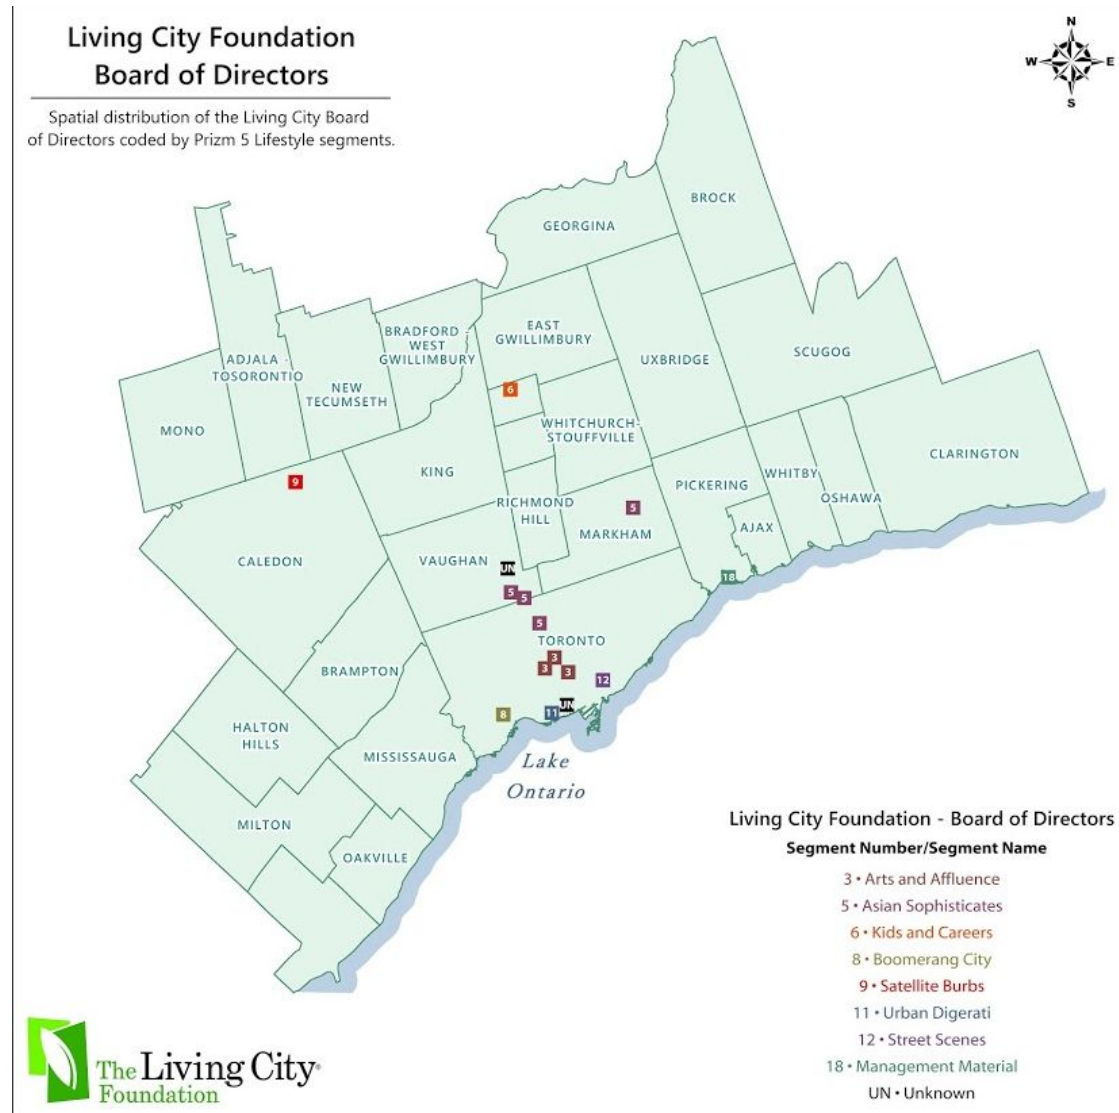 Living City Foundation
Board of Directors
Spatial distribution of the Living City Board
of Directors coded by Prizm 5 Lifestyle segments.
N
W
E
S
BROCK
GEORGINA
BRADFORD -
WEST
GWILLIMBURY
EAST
GWILLIMBURY
ADJALA -
TOSORONTIO
NEW
TECUMSETH
UXBRIDGE
SCUGOG
6
MONO
WHITCHURCH-
STOUFFVILLE
KING
9
CLARINGTON
PICKERING
WHITBY
OSHAWA
RICHMOND
HILL
5
MARKHAM
AJAX
CALEDON
VAUGHAN
UN
18
5
5
5
TORONTO
3
3
3
12
BRAMPTON
8
11
UN
HALTON
HILLS
MISSISSAUGA
Lake
Ontario
MILTON
OAKVILLE
Living City Foundation - Board of Directors
Segment Number/Segment Name
3 • Arts and Affluence
5 • Asian Sophisticates
6 • Kids and Careers
8 • Boomerang City
9 • Satellite Burbs
11 • Urban Digerati
12 • Street Scenes
18 • Management Material
UN • Unknown
The Living City
Foundation